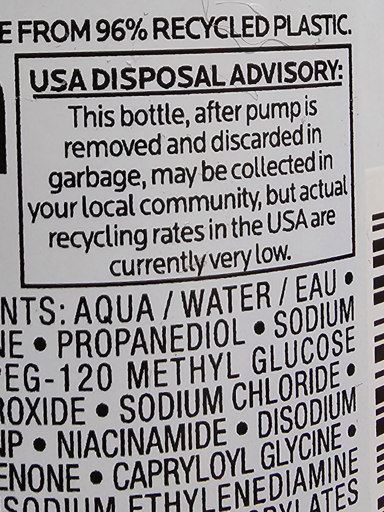 E FROM 96% RECYCLED PLASTIC.
USA DISPOSAL ADVISORY:
This bottle, after pump is
removed and discarded in
garbage, may be collected in
your local community, but actual
recycling rates in the USA are
currently very low.
NTS: AQUA / WATER / EAU •
NE • PROPANEDIOL • SODIUM
EG-120 METHYL GLUCOSE
ROXIDE • SODIUM CHLORIDE •
NP • NIACINAMIDE • DISODIUM
ENONE • CAPRYLOYL GLYCINE •
SODIUM ETHYLENEDIAMINE
RYLATES